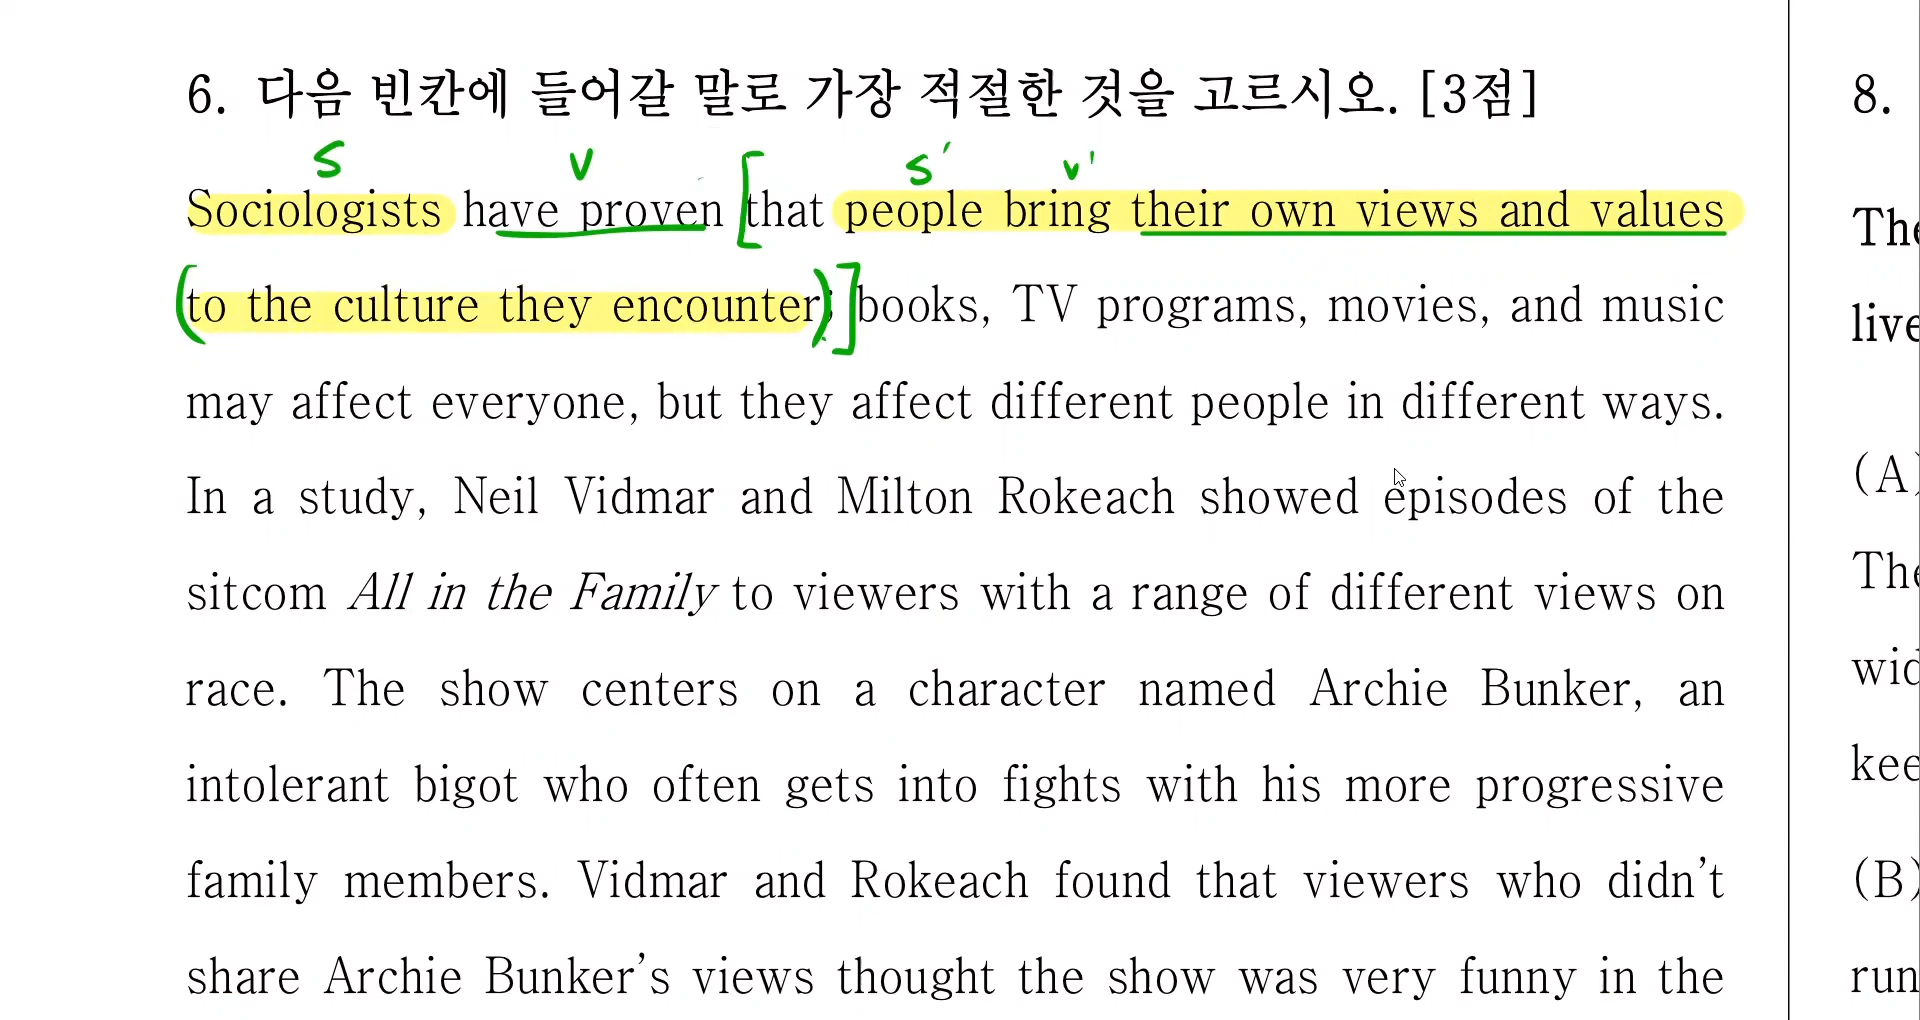 6. 다음 빈칸에 들어갈 말로 가장 적절한 것을 고르시오. [3점]
S V S' V'
Sociologists have proven [that people bring their own views and values
(to the culture they encounter;)] books, TV programs, movies, and music
may affect everyone, but they affect different people in different ways.
In a study, Neil Vidmar and Milton Rokeach showed episodes of the
sitcom All in the Family to viewers with a range of different views on
race. The show centers on a character named Archie Bunker, an
intolerant bigot who often gets into fights with his more progressive
family members. Vidmar and Rokeach found that viewers who didn't
share Archie Bunker's views thought the show was very funny in the
8.
(A)
(B)